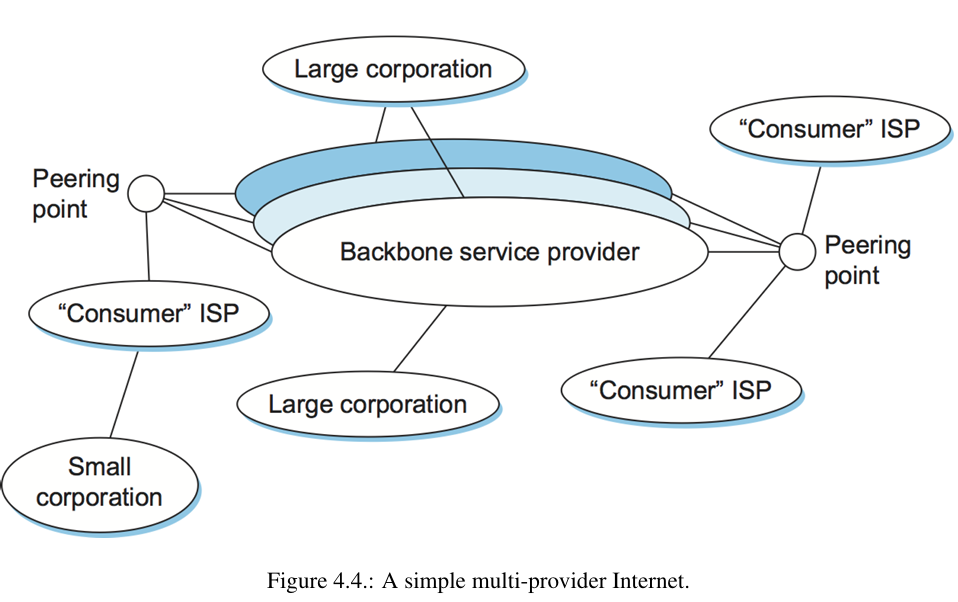 Large corporation
“Consumer” ISP
Peering
point
Backbone service provider
Peering
point
“Consumer” ISP
Large corporation
“Consumer” ISP
Small
corporation
Figure 4.4.: A simple multi-provider Internet.